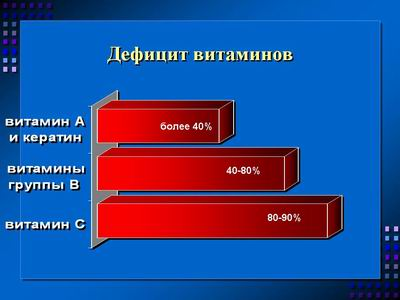 Дефицит витаминов
витамин А
и кератин
более 40%
витамины
группы В
40-80%
витамин С
80-90%